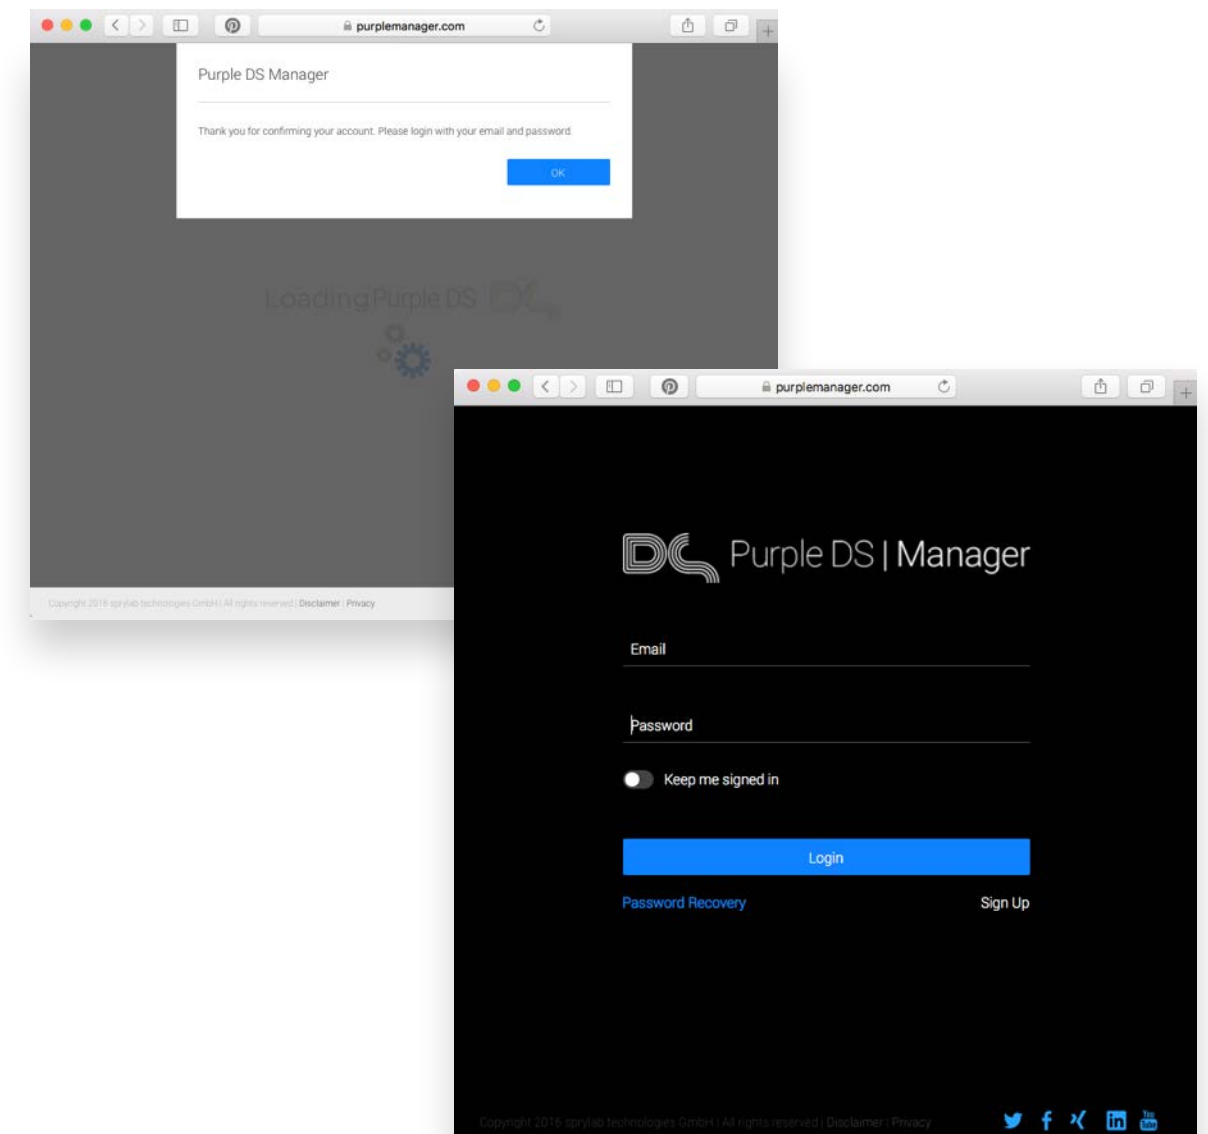 purplemanager.com
Purple DS Manager
Thank you for confirming your account. Please login with your email and password.
OK
Loading Purple DS
Copyright 2016 sprylab technologies GmbH | All rights reserved | Disclaimer | Privacy
purplemanager.com
Purple DS | Manager
Email
Password
Keep me signed in
Login
Password Recovery Sign Up
Copyright 2016 sprylab technologies GmbH | All rights reserved | Disclaimer | Privacy
You Tube